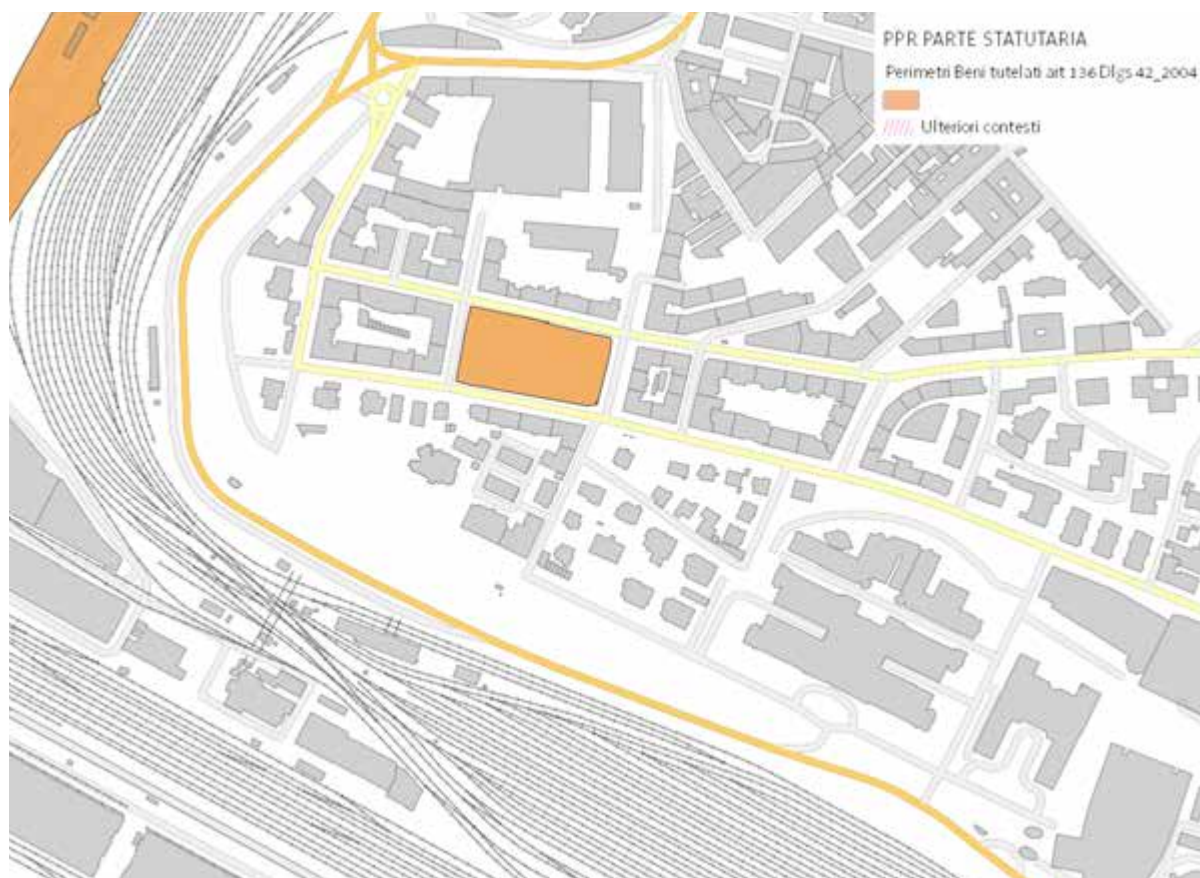 PPR PARTE STATUTARIA
Perimetri Beni tutelati art 136 Dlgs 42_2004
Ulteriori contesti